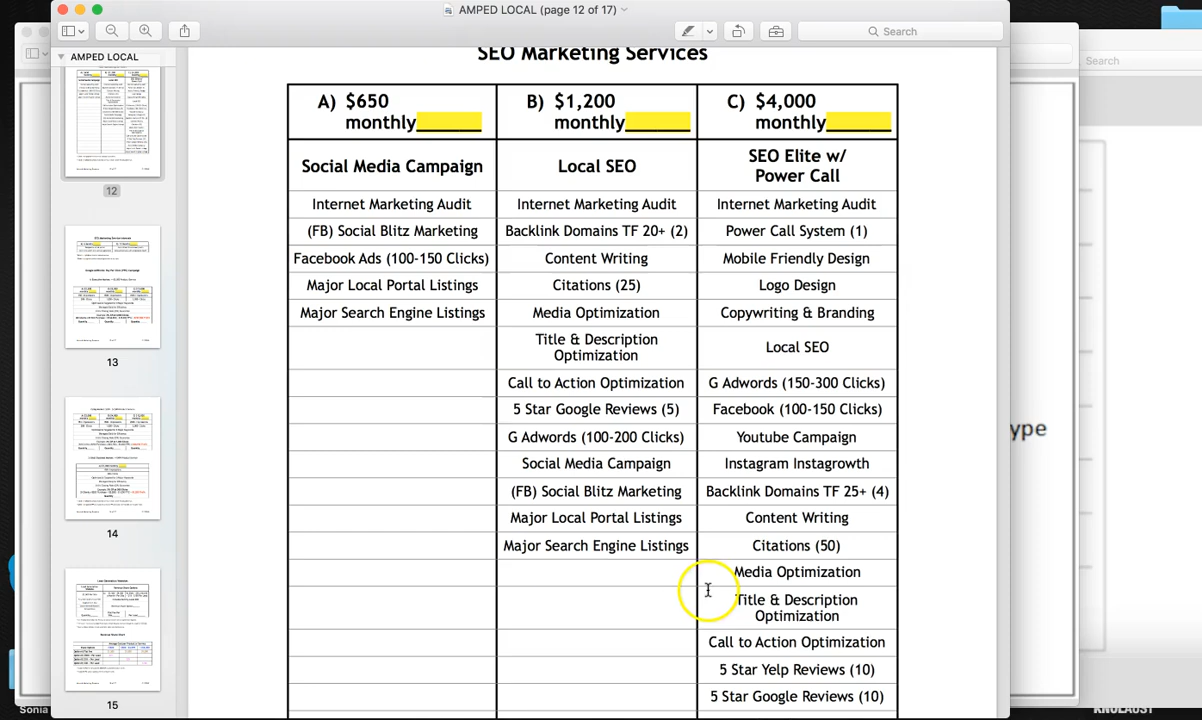 AMPED LOCAL (page 12 of 17)
Search
Search
AMPED LOCAL
12
13
14
15
SEO Marketing Services
A) $650 monthly______
B) $1,200 monthly______
C) $4,000 monthly______
Social Media Campaign
Local SEO
SEO Elite w/ Power Call
Internet Marketing Audit
Internet Marketing Audit
Internet Marketing Audit
(FB) Social Blitz Marketing
Backlink Domains TF 20+ (2)
Power Call System (1)
Facebook Ads (100-150 Clicks)
Content Writing
Mobile Friendly Design
Major Local Portal Listings
Citations (25)
Logo Design
Major Search Engine Listings
Media Optimization
Copywriting & Branding
Title & Description
Optimization
Local SEO
Call to Action Optimization
G Adwords (150-300 Clicks)
5 Star Google Reviews (5)
Facebook (100-150 Clicks)
G Adwords (100-200 Clicks)
Youtube Campaign
Social Media Campaign
Instagram Instagrowth
(FB) Social Blitz Marketing
Backlink Domains TF 25+ (4)
Major Local Portal Listings
Content Writing
Major Search Engine Listings
Citations (50)
Media Optimization
Title & Description
Optimization
Call to Action Optimization
5 Star Yelp Reviews (10)
5 Star Google Reviews (10)
ype
Sonia